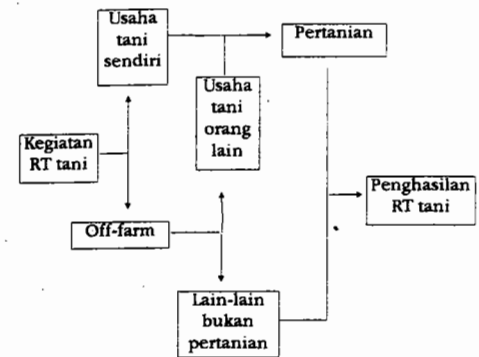 Usaha
tani
sendiri
Pertanian
Usaha
tani
orang
lain
Kegiatan
RT tani
Penghasilan
RT tani
Off-farm
Lain-lain
bukan
pertanian